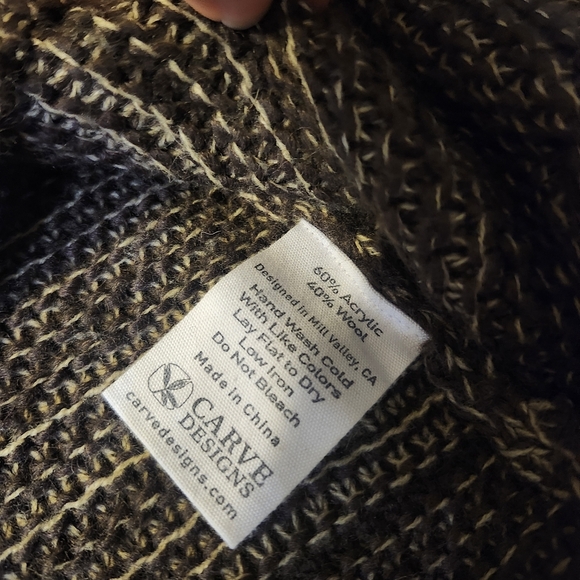 60% Acrylic
40% Wool
Designed in Mill Valley, CA
Hand Wash Cold
With Like Colors
Lay Flat to Dry
Low Iron
Do Not Bleach
Made in China
CARVE
DESIGNS
carvedesigns.com